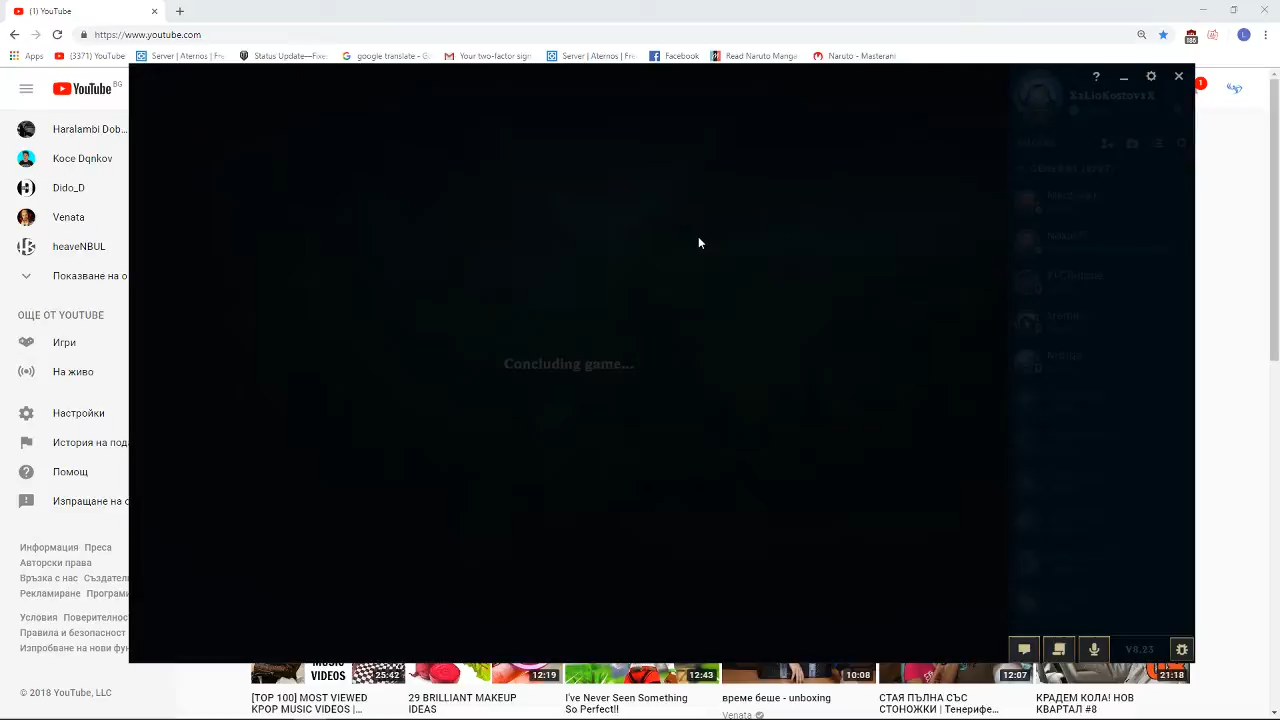 (1) YouTube
https://www.youtube.com
Apps
(3371) YouTube
Server | Aternos | Fre
Status Update—Fixe
google translate - G
Your two-factor sign
Server | Aternos | Fre
Facebook
Read Naruto Manga
Naruto - Masterani
YouTube BG
1
Haralambi Dob...
Koce Dqnkov
Dido_D
Venata
heaveNBUL
Показване на о
ОЩЕ ОТ YOUTUBE
Игри
На живо
Настройки
История на пода
Помощ
Изпращане на о
Информация Преса
Авторски права
Връзка с нас Създатели
Рекламиране Програми
Условия Поверителнос
Правила и безопасност
Изпробване на нови фун
© 2018 YouTube, LLC
?
XxLioKostovxX
Concluding game...
V8.23
MUSIC
VIDEOS
25:42
12:19
12:43
10:08
12:07
21:18
[TOP 100] MOST VIEWED
KPOP MUSIC VIDEOS |...
29 BRILLIANT MAKEUP
IDEAS
I've Never Seen Something
So Perfect!!
време беше - unboxing
Venata
СТАЯ ПЪЛНА СЪС
СТОНОЖКИ | Тенерифе...
КРАДЕМ КОЛА! НОВ
КВАРТАЛ #8